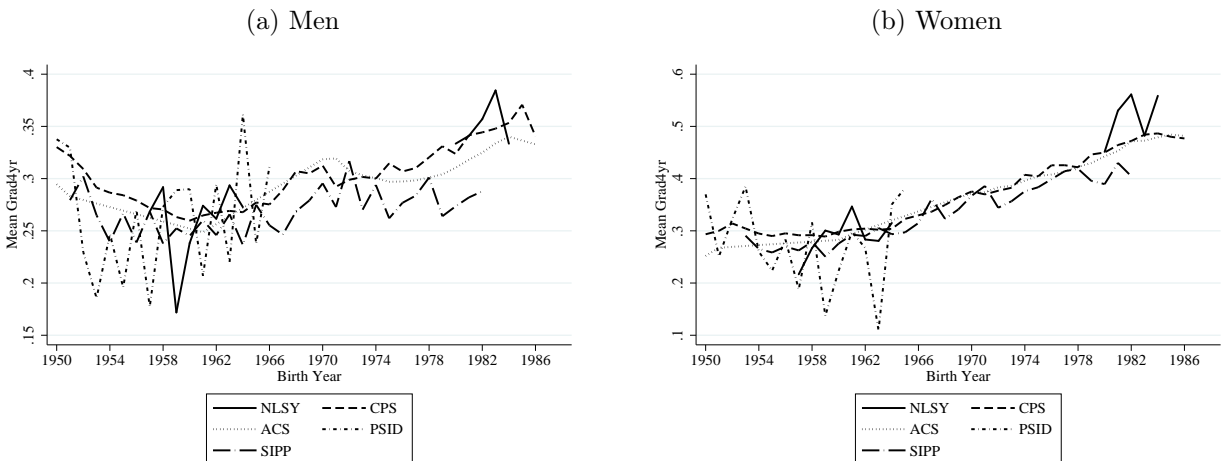 (a) Men
Mean Grad4yr
.15 .2 .25 .3 .35 .4
1950 1954 1958 1962 1966 1970 1974 1978 1982 1986
Birth Year
NLSY CPS
ACS PSID
SIPP
(b) Women
Mean Grad4yr
.1 .2 .3 .4 .5 .6
1950 1954 1958 1962 1966 1970 1974 1978 1982 1986
Birth Year
NLSY CPS
ACS PSID
SIPP